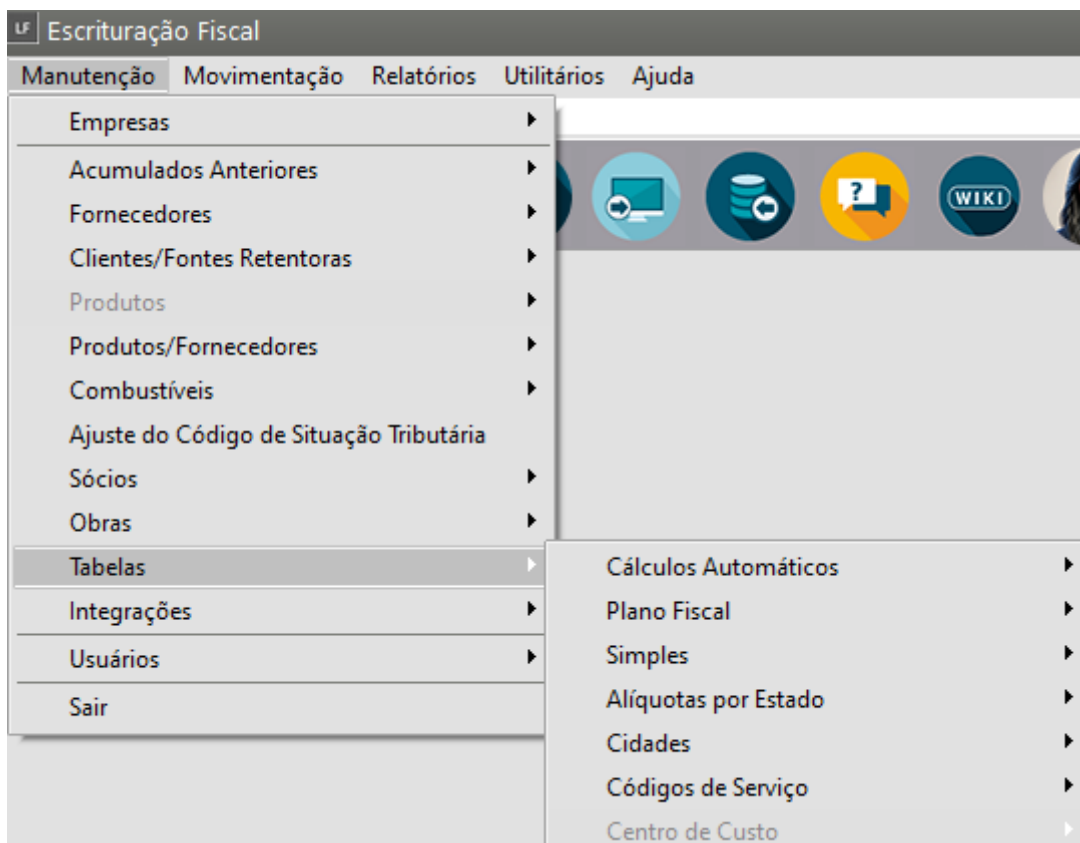 LF Escrituração Fiscal
Manutenção Movimentação Relatórios Utilitários Ajuda
Empresas
Acumulados Anteriores
Fornecedores
Clientes/Fontes Retentoras
Produtos
Produtos/Fornecedores
Combustíveis
Ajuste do Código de Situação Tributária
Sócios
Obras
Tabelas
Integrações
Usuários
Sair
?
WIKI
Cálculos Automáticos
Plano Fiscal
Simples
Alíquotas por Estado
Cidades
Códigos de Serviço
Centro de Custo